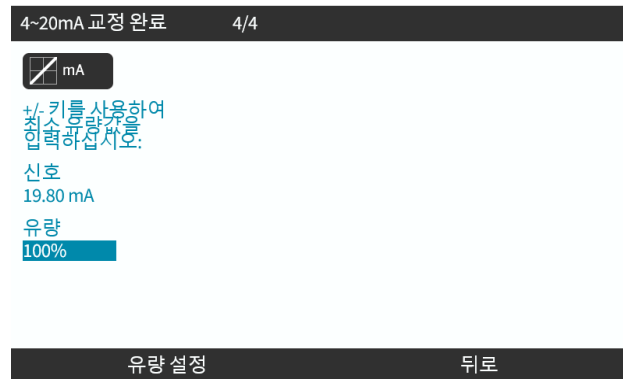 4~20mA 교정 완료 4/4
mA
+/- 키를 사용하여
최소 유량값을
입력하십시오:
신호
19.80 mA
유량
100%
유량 설정 뒤로